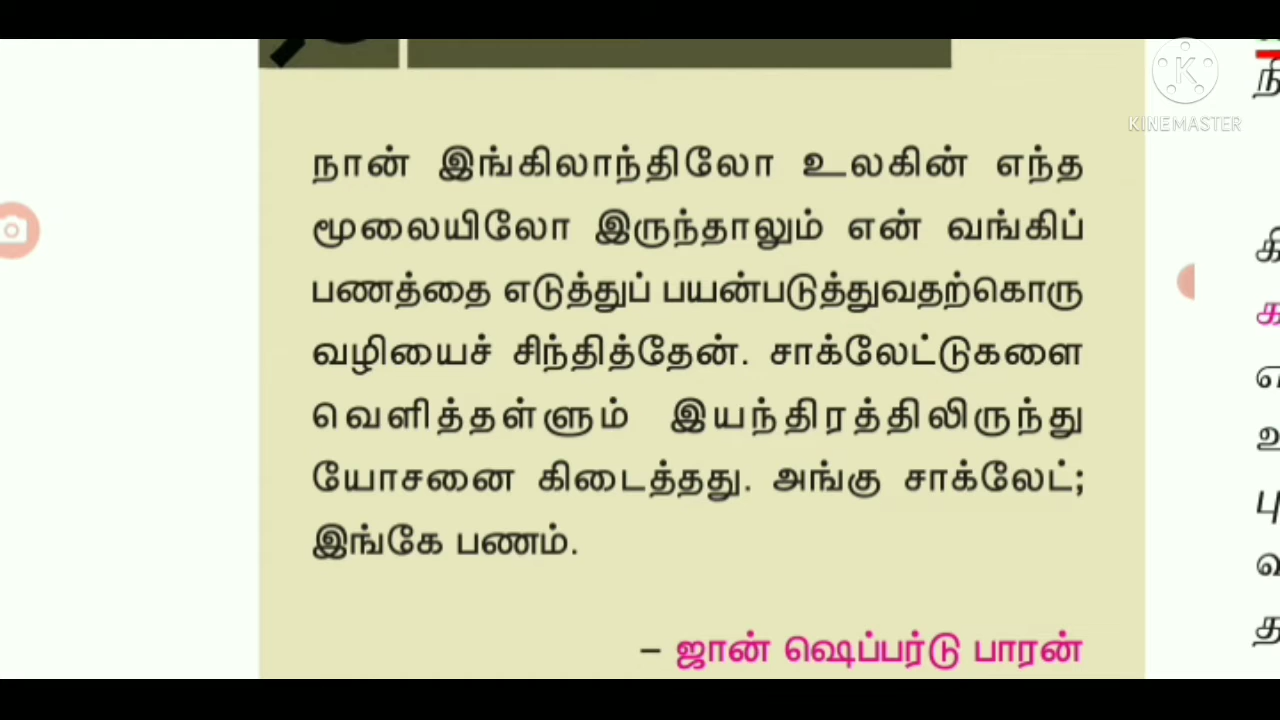 நான் இங்கிலாந்திலோ உலகின் எந்த
மூலையிலோ இருந்தாலும் என் வங்கிப்
பணத்தை எடுத்துப் பயன்படுத்துவதற்கொரு
வழியைச் சிந்தித்தேன். சாக்லேட்டுகளை
வெளித்தள்ளும் இயந்திரத்திலிருந்து
யோசனை கிடைத்தது. அங்கு சாக்லேட்;
இங்கே பணம்.
– ஜான் ஷெப்பர்டு பாரன்
KINEMASTER